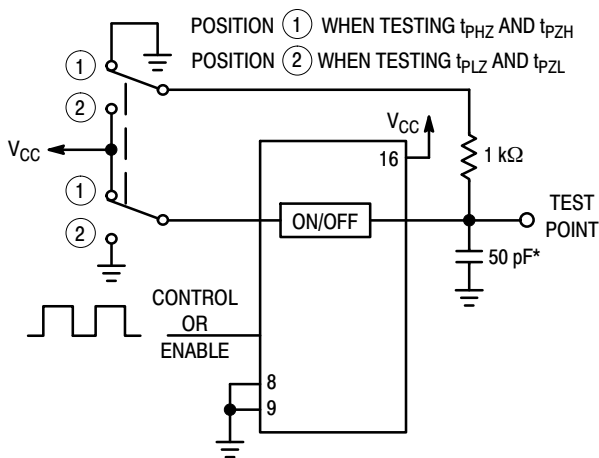 POSITION 1 WHEN TESTING tPHZ AND tPZH
POSITION 2 WHEN TESTING tPLZ AND tPZL
1
2
VCC
1
2
VCC
16
1 kΩ
ON/OFF
TEST
POINT
50 pF*
CONTROL
OR
ENABLE
8
9